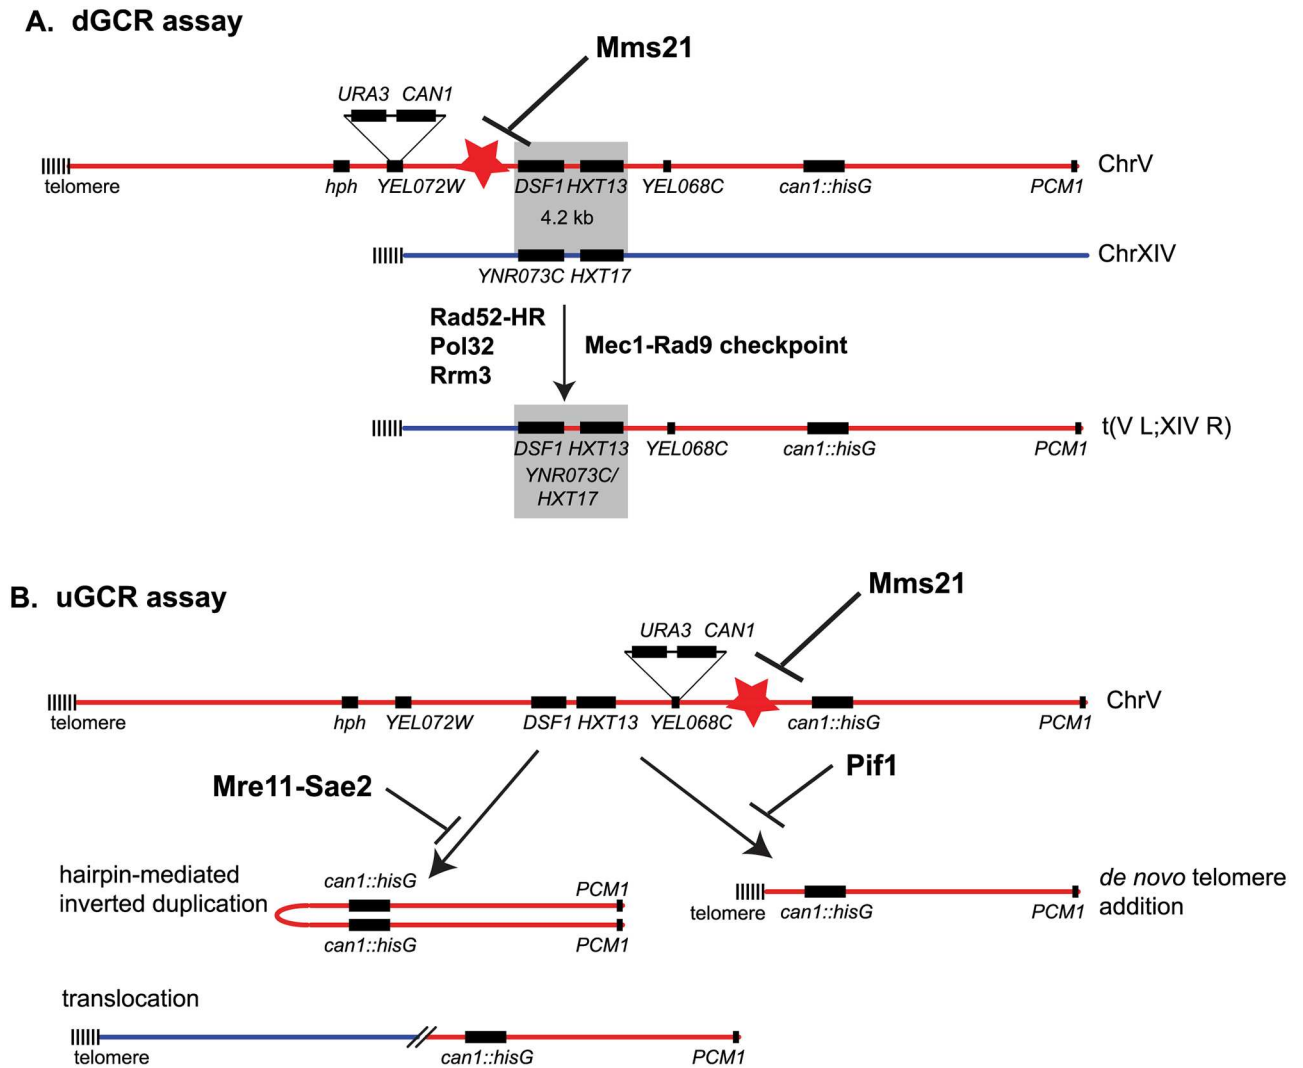 A. dGCR assay
Mms21
URA3 CAN1
ChrV
telomere hph YEL072W DSF1 HXT13 YEL068C can1::hisG PCM1
4.2 kb
ChrXIV
YNR073C HXT17
Rad52-HR
Pol32
Rrm3
Mec1-Rad9 checkpoint
t(V L;XIV R)
DSF1 HXT13 YEL068C can1::hisG PCM1
YNR073C/
HXT17
B. uGCR assay
Mms21
URA3 CAN1
ChrV
telomere hph YEL072W DSF1 HXT13 YEL068C can1::hisG PCM1
Mre11-Sae2
Pif1
hairpin-mediated
inverted duplication
can1::hisG PCM1
can1::hisG PCM1
de novo telomere
addition
telomere can1::hisG PCM1
translocation
telomere can1::hisG PCM1